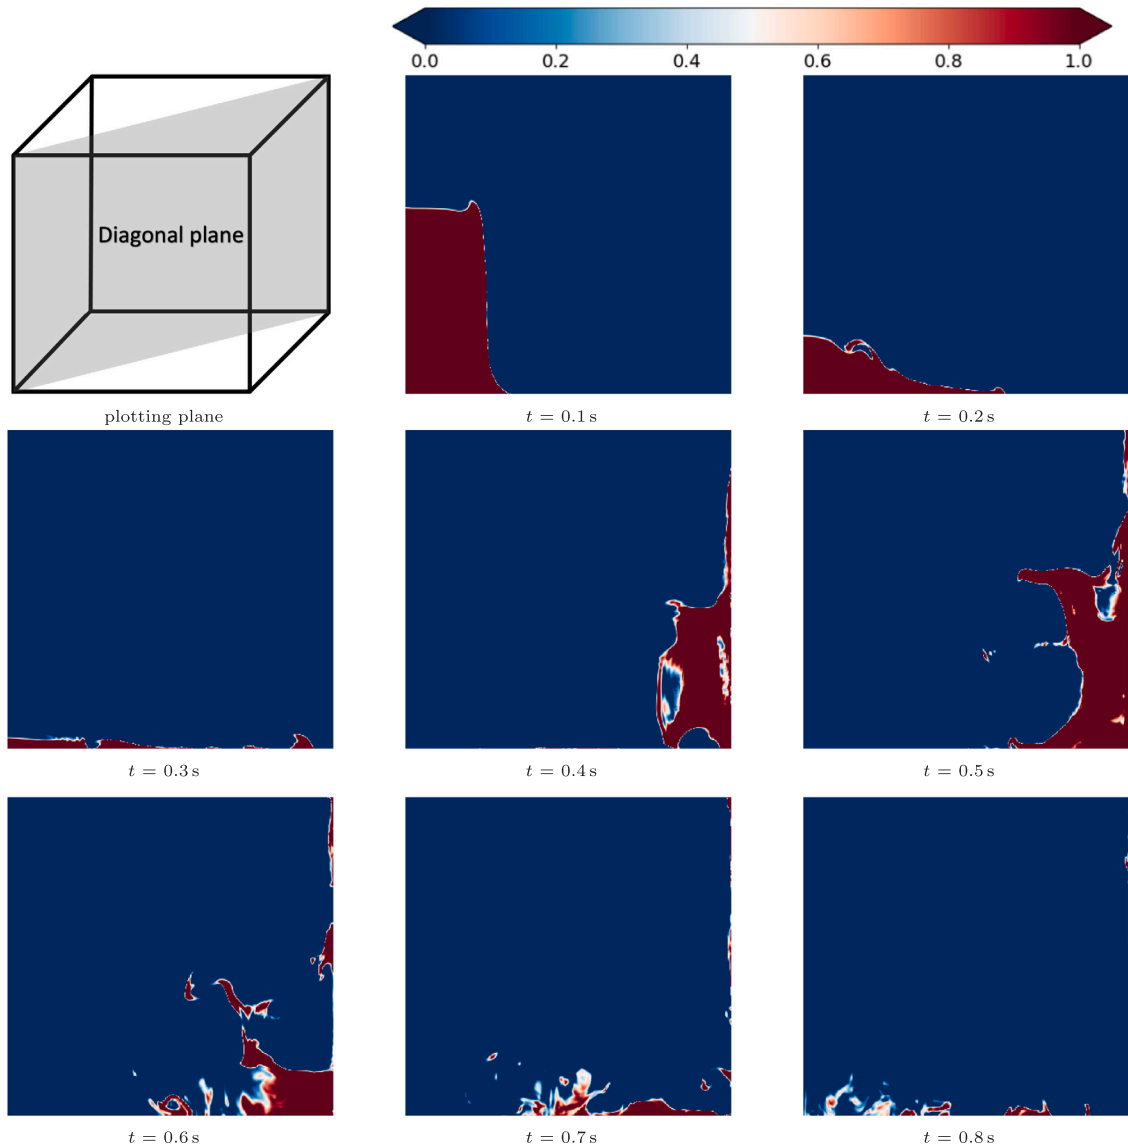 0.0 0.2 0.4 0.6 0.8 1.0
Diagonal plane
plotting plane
t = 0.1 s
t = 0.2 s
t = 0.3 s
t = 0.4 s
t = 0.5 s
t = 0.6 s
t = 0.7 s
t = 0.8 s